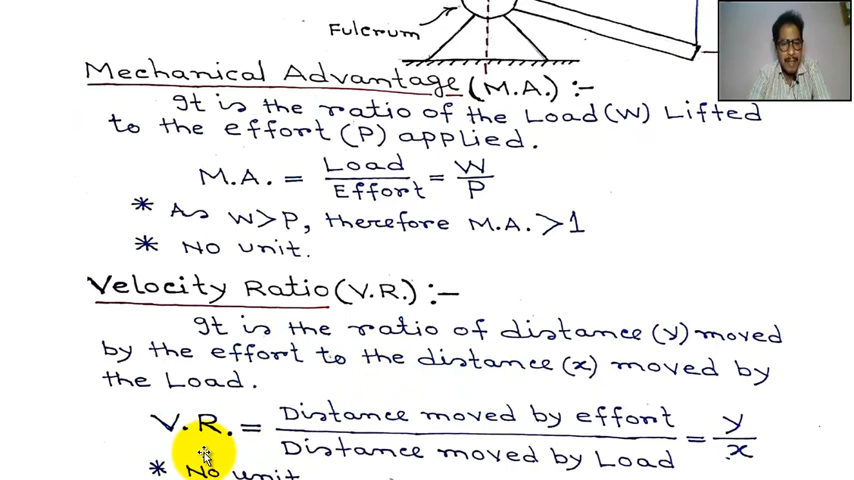 Fulcrum
Mechanical Advantage (M.A.) :-
It is the ratio of the Load (W) Lifted
to the effort (P) applied.
M.A. = Load/Effort = W/P
* As W>P, therefore M.A. >1
* No unit.
Velocity Ratio (V.R.) :-
It is the ratio of distance (y) moved
by the effort to the distance (x) moved by
the Load.
V.R. = Distance moved by effort/Distance moved by Load = y/x
* No unit